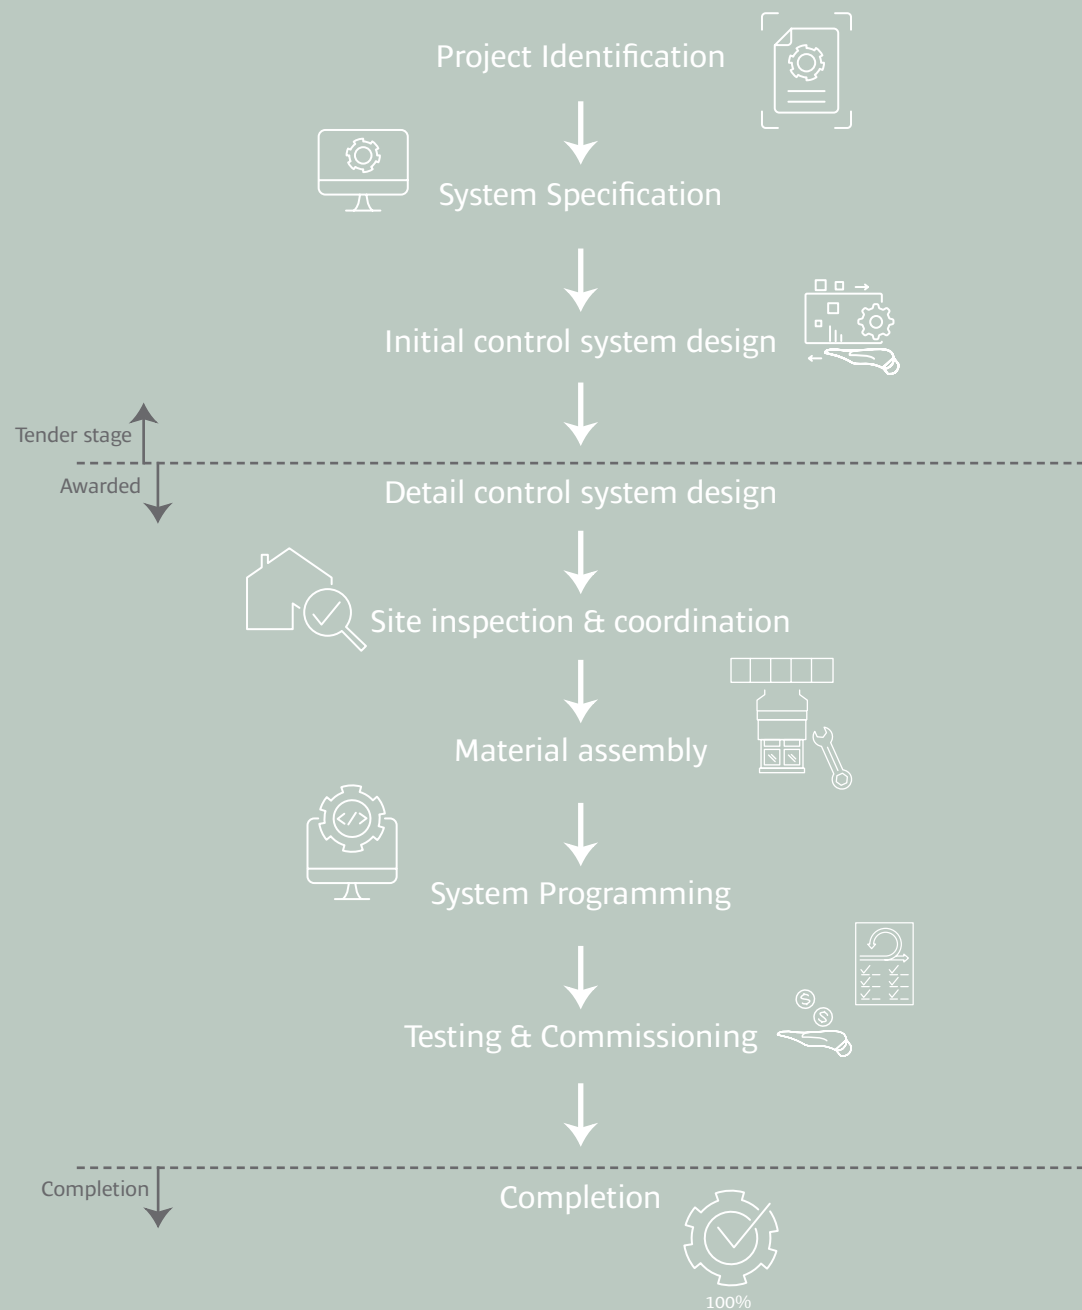 Project Identification
System Specification
Initial control system design
Tender stage
Awarded
Detail control system design
Site inspection & coordination
Material assembly
</>
System Programming
S
S
Testing & Commissioning
Completion
Completion
100%